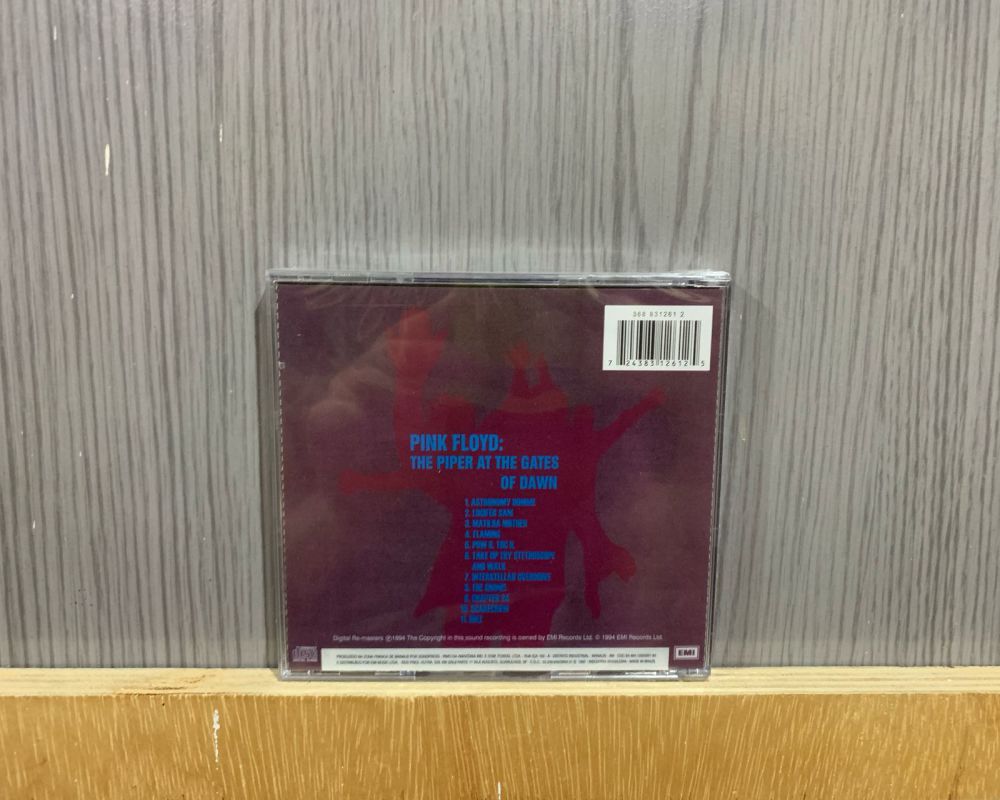 368 831261 2
7 24383 12612 5
PINK FLOYD:
THE PIPER AT THE GATES
OF DAWN
1. ASTRONOMY DOMINE
2. LUCIFER SAM
3. MATILDA MOTHER
4. FLAMING
5. POW R. TOC H.
6. TAKE UP THY STETHOSCOPE
AND WALK
7. INTERSTELLAR OVERDRIVE
8. THE GNOME
9. CHAPTER 24
10. SCARECROW
11. BIKE
Digital Re-masters ℗1994 The Copyright in this sound recording is owned by EMI Records Ltd. © 1994 EMI Records Ltd.
EMI